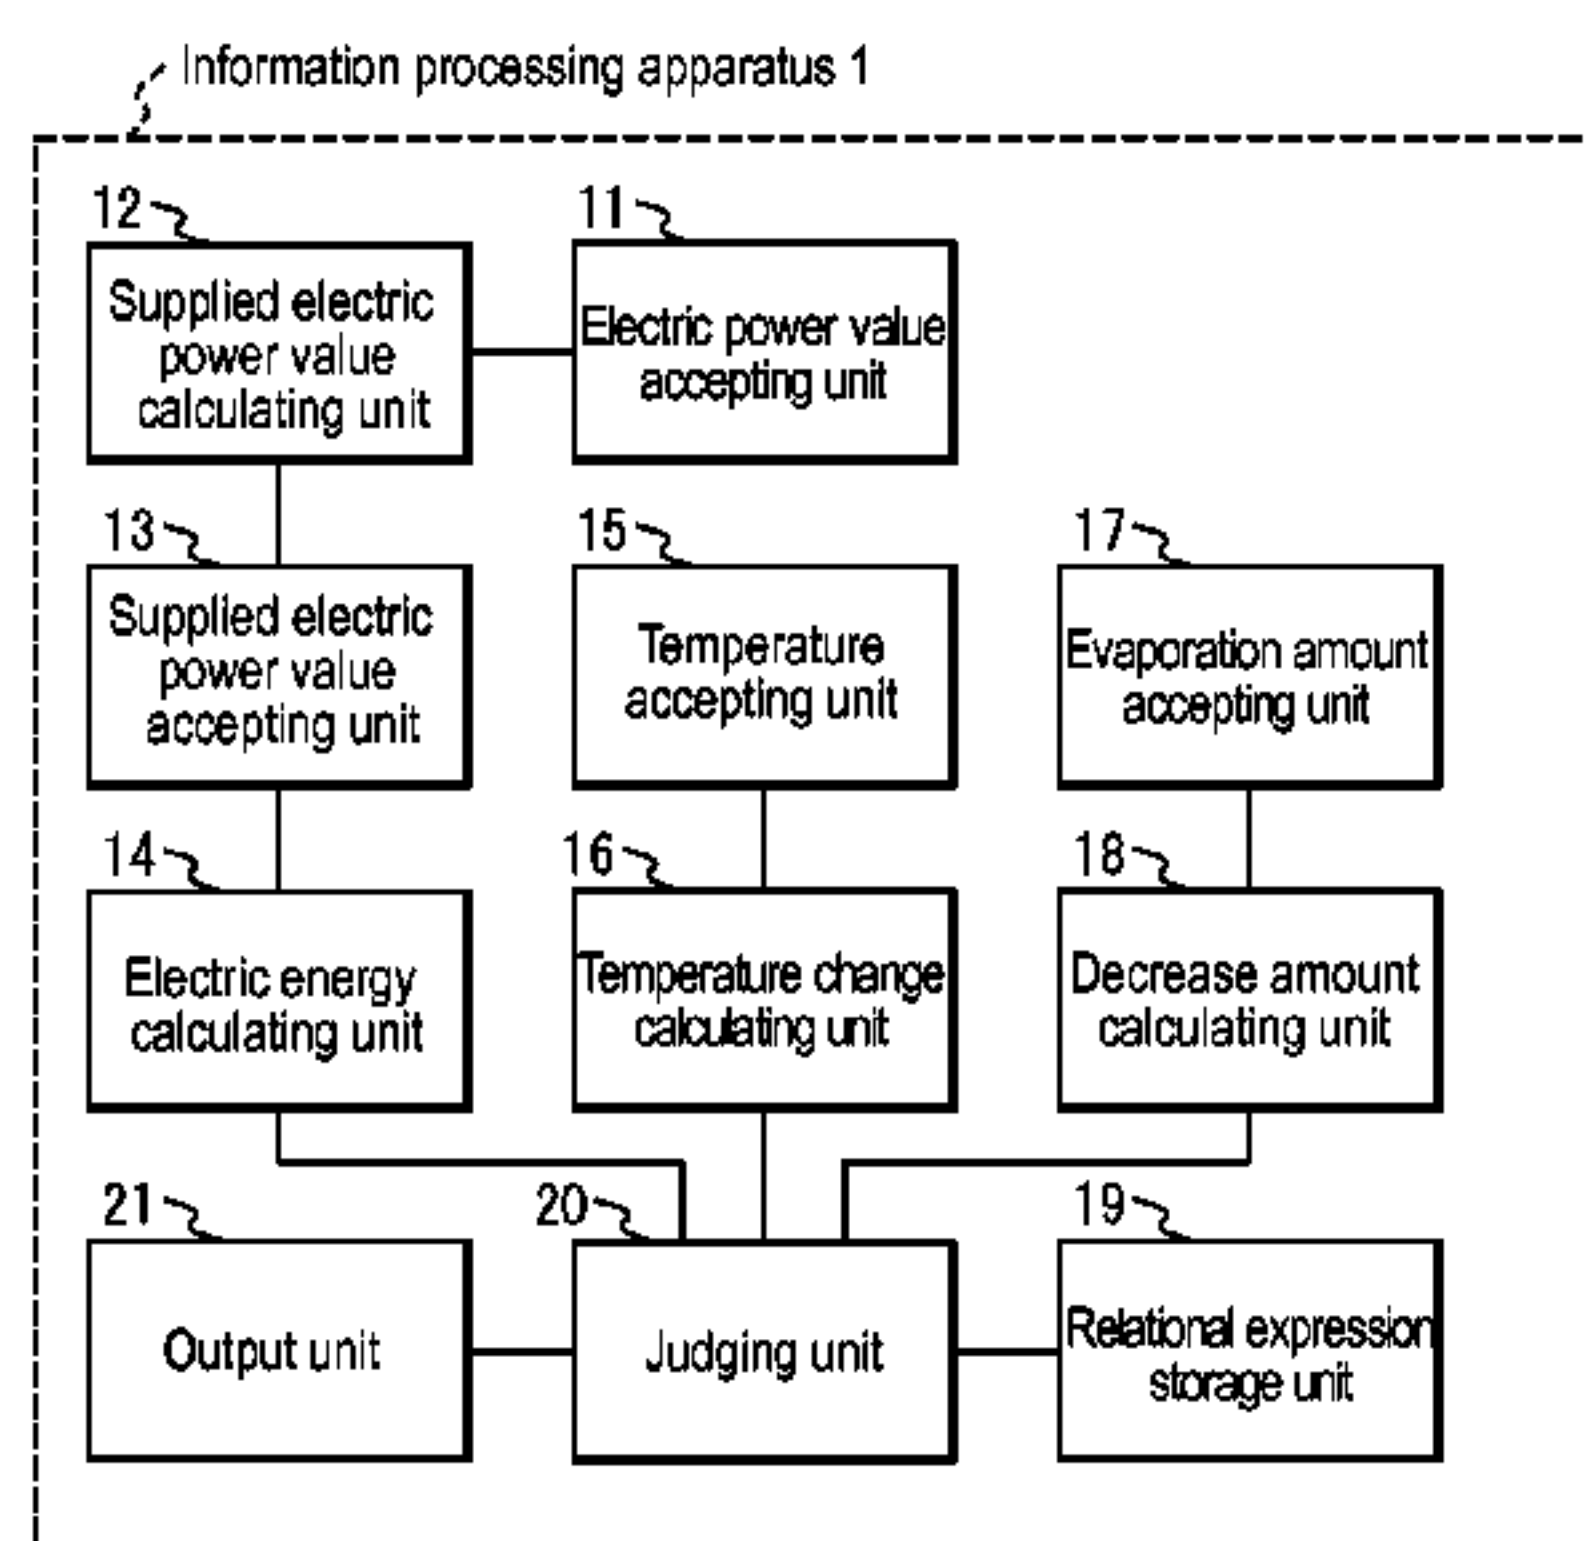 Information processing apparatus 1
12
Supplied electric
power value
calculating unit
11
Electric power value
accepting unit
13
Supplied electric
power value
accepting unit
15
Temperature
accepting unit
17
Evaporation amount
accepting unit
14
Electric energy
calculating unit
16
Temperature change
calculating unit
18
Decrease amount
calculating unit
21
Output unit
20
Judging unit
19
Relational expression
storage unit